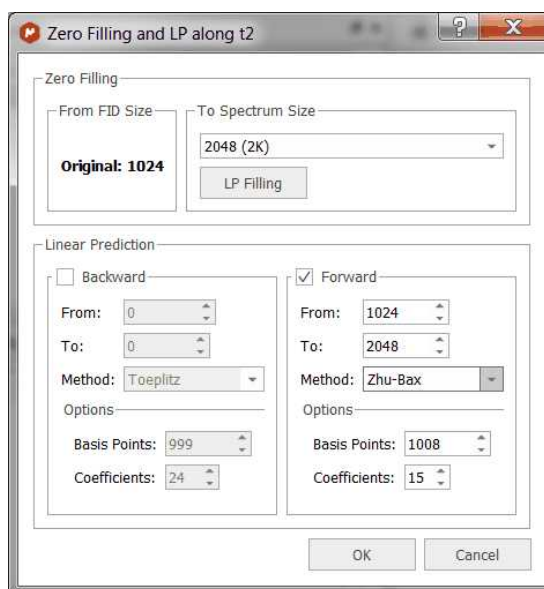 Zero Filling and LP along t2
Zero Filling
From FID Size
To Spectrum Size
Original: 1024
2048 (2K)
LP Filling
Linear Prediction
Backward
Forward
From: 0
From: 1024
To: 0
To: 2048
Method: Toeplitz
Method: Zhu-Bax
Options
Options
Basis Points: 999
Basis Points: 1008
Coefficients: 24
Coefficients: 15
OK
Cancel